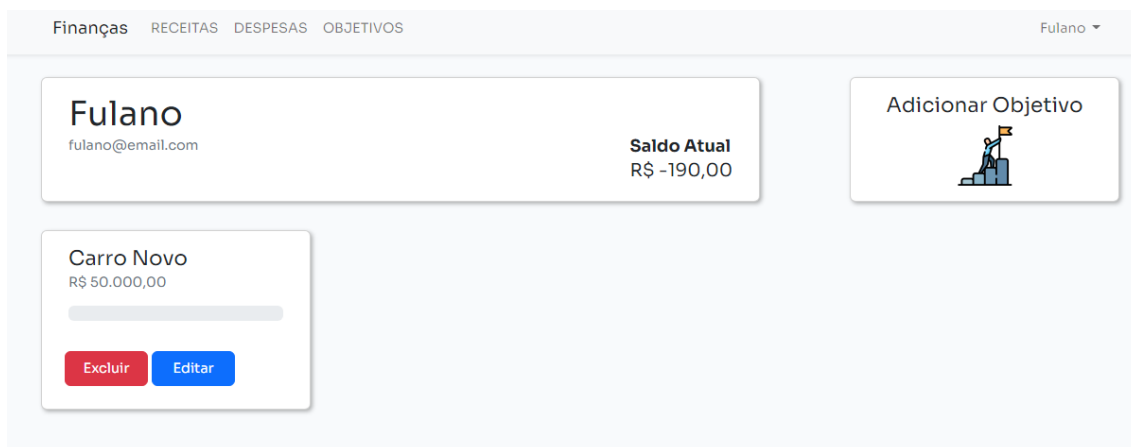 Finanças RECEITAS DESPESAS OBJETIVOS Fulano
Fulano
fulano@email.com
Saldo Atual
R$ -190,00
Adicionar Objetivo
Carro Novo
R$ 50.000,00
Excluir Editar